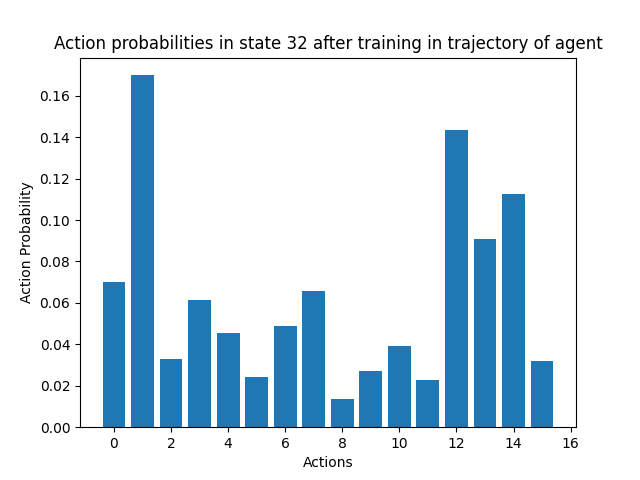 Action probabilities in state 32 after training in trajectory of agent
0.16
0.14
0.12
0.10
0.08
0.06
0.04
0.02
0.00
Action Probability
0 2 4 6 8 10 12 14 16
Actions